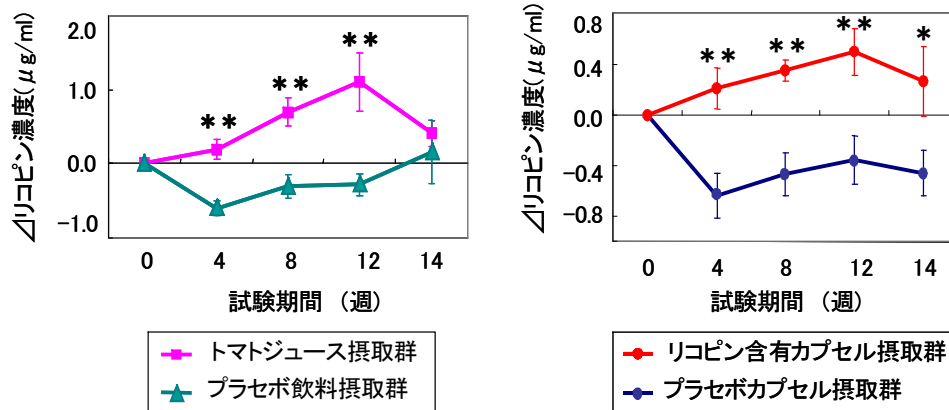 ⊿リコピン濃度(μg/ml)
2.0
1.0
0.0
−1.0
** ** **
0 4 8 12 14
試験期間 (週)
トマトジュース摂取群
プラセボ飲料摂取群
⊿リコピン濃度(μg/ml)
0.8
0.4
0.0
−0.4
−0.8
** ** ** *
0 4 8 12 14
試験期間 (週)
リコピン含有カプセル摂取群
プラセボカプセル摂取群